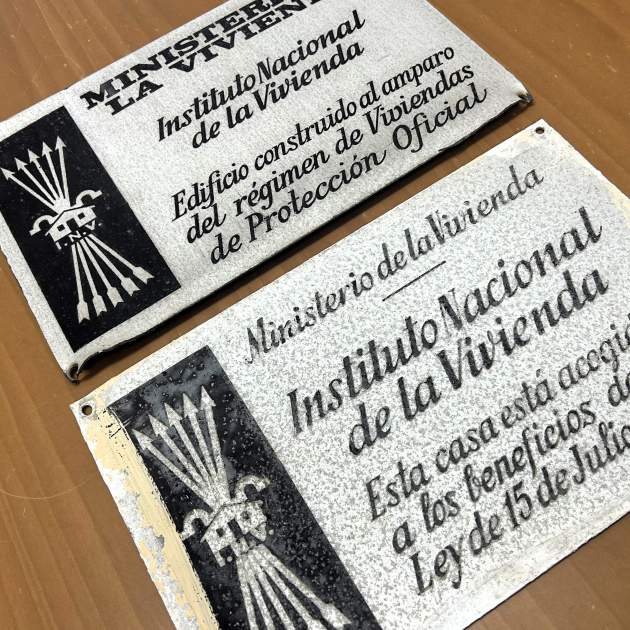 MINISTERIO
LA VIVIENDA
Instituto Nacional
de la Vivienda
Edificio construido al amparo
del régimen de Viviendas
de Protección Oficial
I.N.V.
Ministerio de la Vivienda
Instituto Nacional
de la Vivienda
Esta casa está acogi
a los beneficios de
Ley de 15 de Julio
I.N.V.